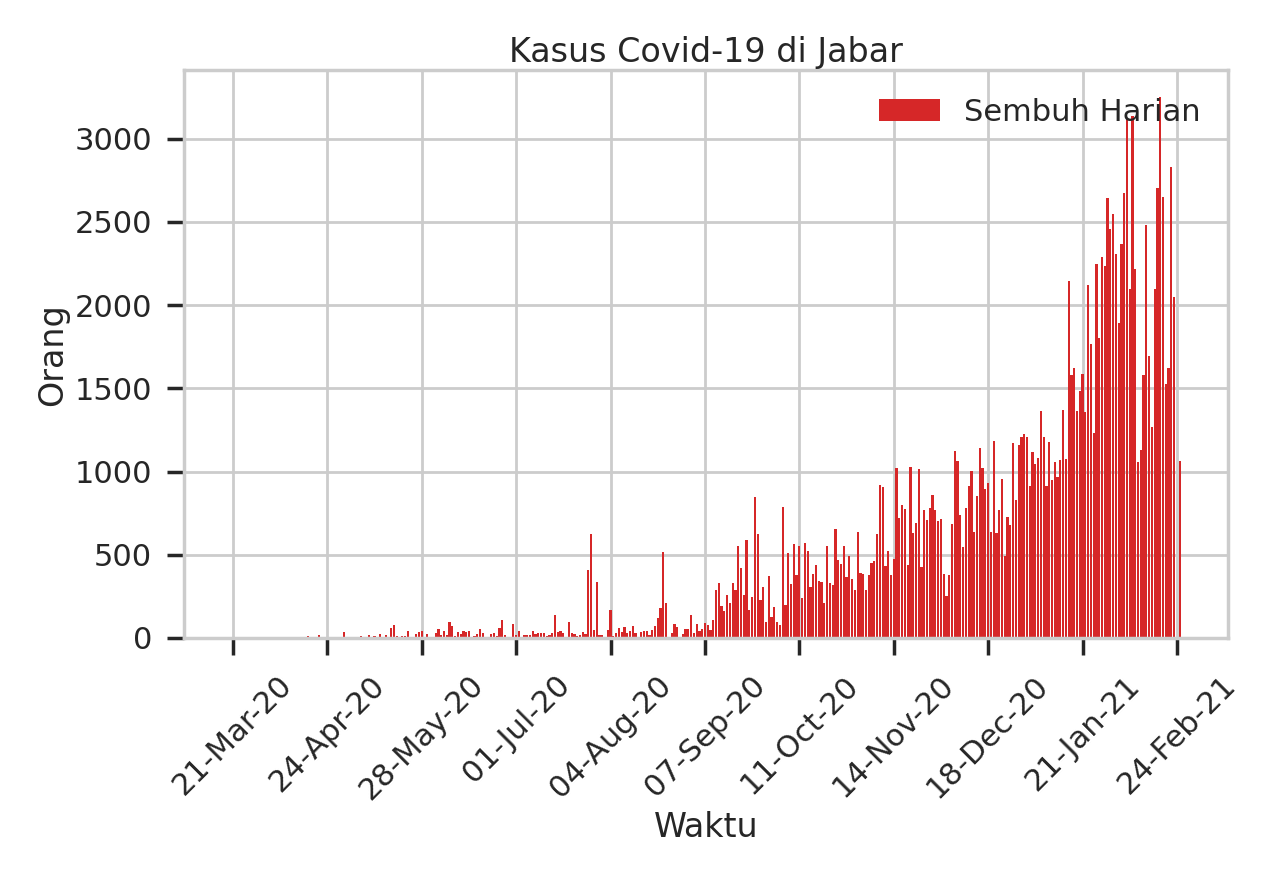 Kasus Covid-19 di Jabar
Sembuh Harian
Orang
3000
2500
2000
1500
1000
500
0
21-Mar-20
24-Apr-20
28-May-20
01-Jul-20
04-Aug-20
07-Sep-20
11-Oct-20
14-Nov-20
18-Dec-20
21-Jan-21
24-Feb-21
Waktu